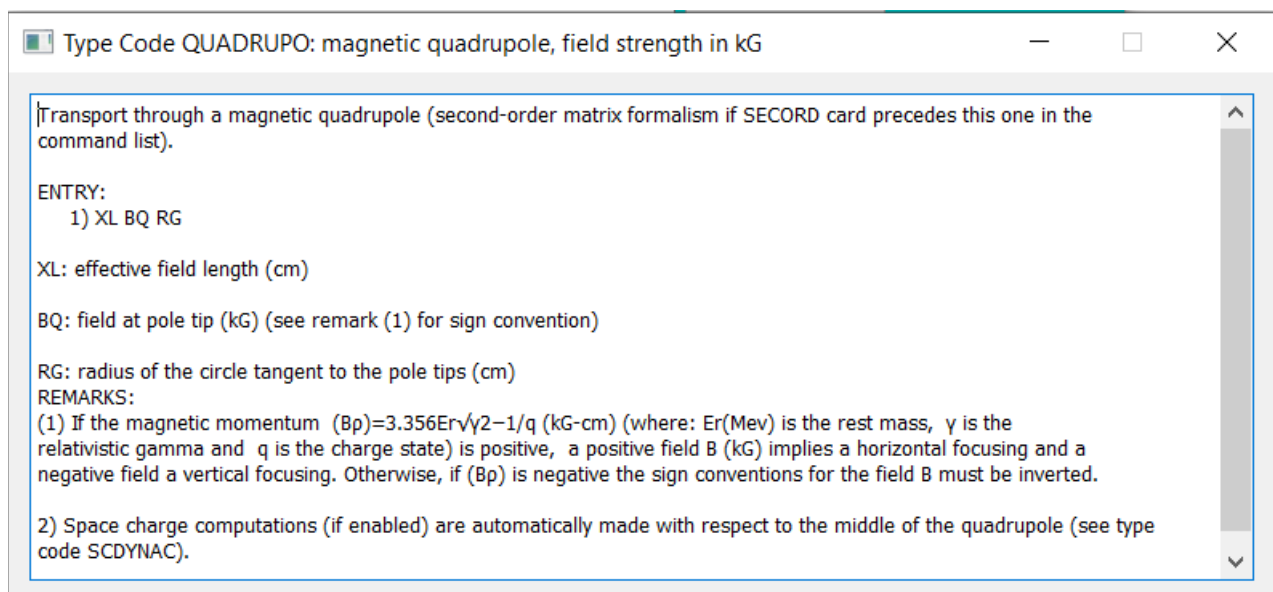 Type Code QUADRUPO: magnetic quadrupole, field strength in kG
Transport through a magnetic quadrupole (second-order matrix formalism if SECORD card precedes this one in the
command list).
ENTRY:
1) XL BQ RG
XL: effective field length (cm)
BQ: field at pole tip (kG) (see remark (1) for sign convention)
RG: radius of the circle tangent to the pole tips (cm)
REMARKS:
(1) If the magnetic momentum  (Bρ)=3.356Er√γ2−1/q (kG-cm) (where: Er(Mev) is the rest mass,  γ is the
relativistic gamma and  q is the charge state) is positive,  a positive field B (kG) implies a horizontal focusing and a
negative field a vertical focusing. Otherwise, if (Bρ) is negative the sign conventions for the field B must be inverted.
2) Space charge computations (if enabled) are automatically made with respect to the middle of the quadrupole (see type
code SCDYNAC).